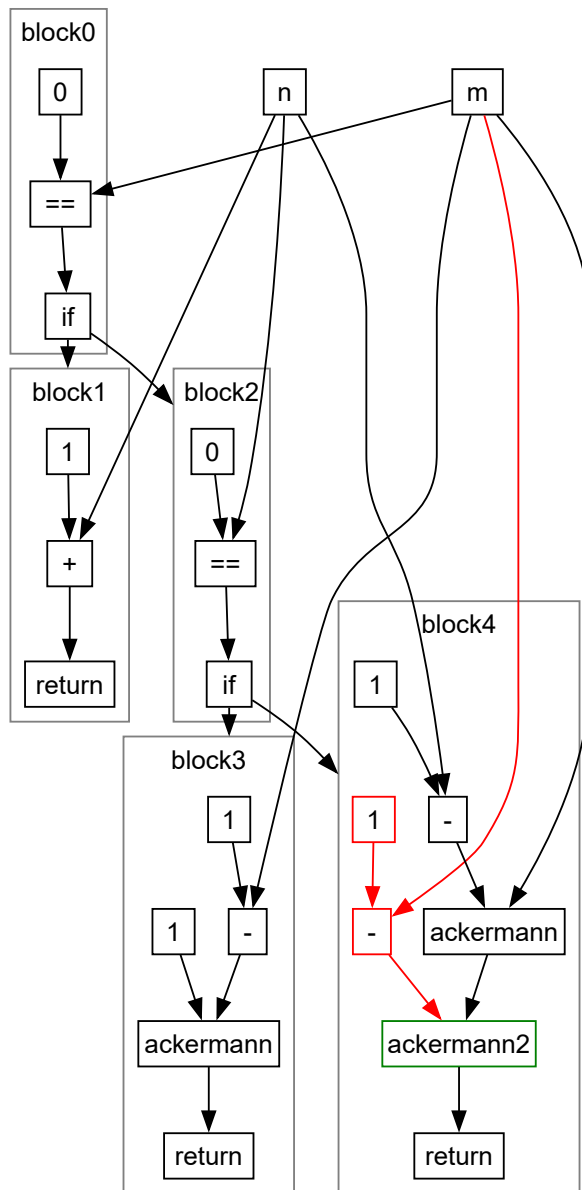 block0
0
n
m
==
if
block1
block2
1
0
+
==
block4
return
if
1
block3
1
1
-
1
-
-
ackermann
ackermann
ackermann2
return
return